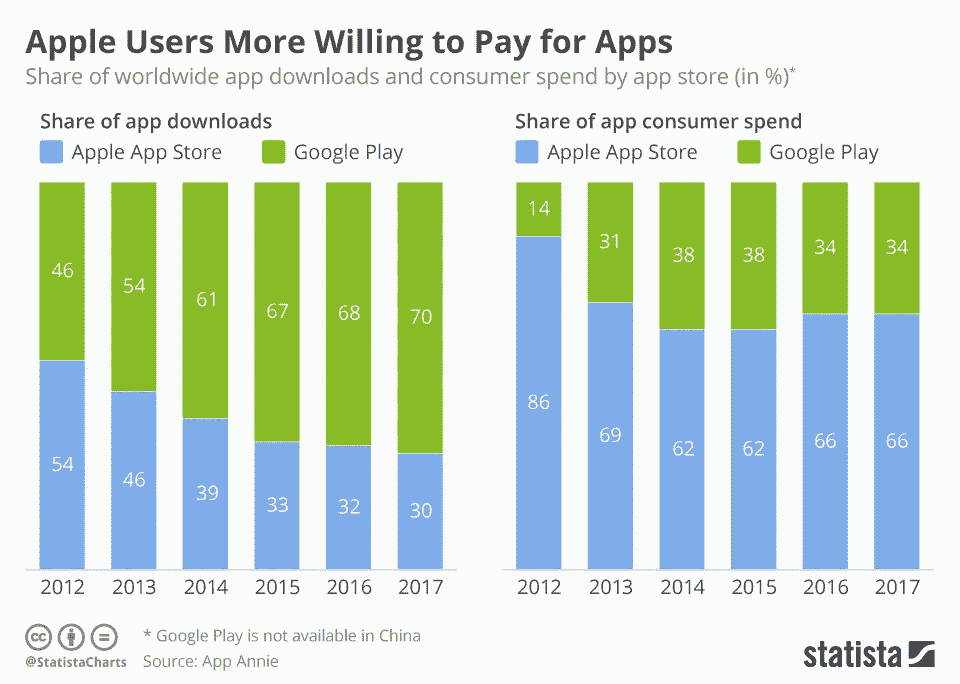 Apple Users More Willing to Pay for Apps
Share of worldwide app downloads and consumer spend by app store (in %)*
Share of app downloads
Apple App Store Google Play
46 54 61 67 68 70
54 46 39 33 32 30
2012 2013 2014 2015 2016 2017
Share of app consumer spend
Apple App Store Google Play
14 31 38 38 34 34
86 69 62 62 66 66
2012 2013 2014 2015 2016 2017
cc
@StatistaCharts
* Google Play is not available in China
Source: App Annie
statista